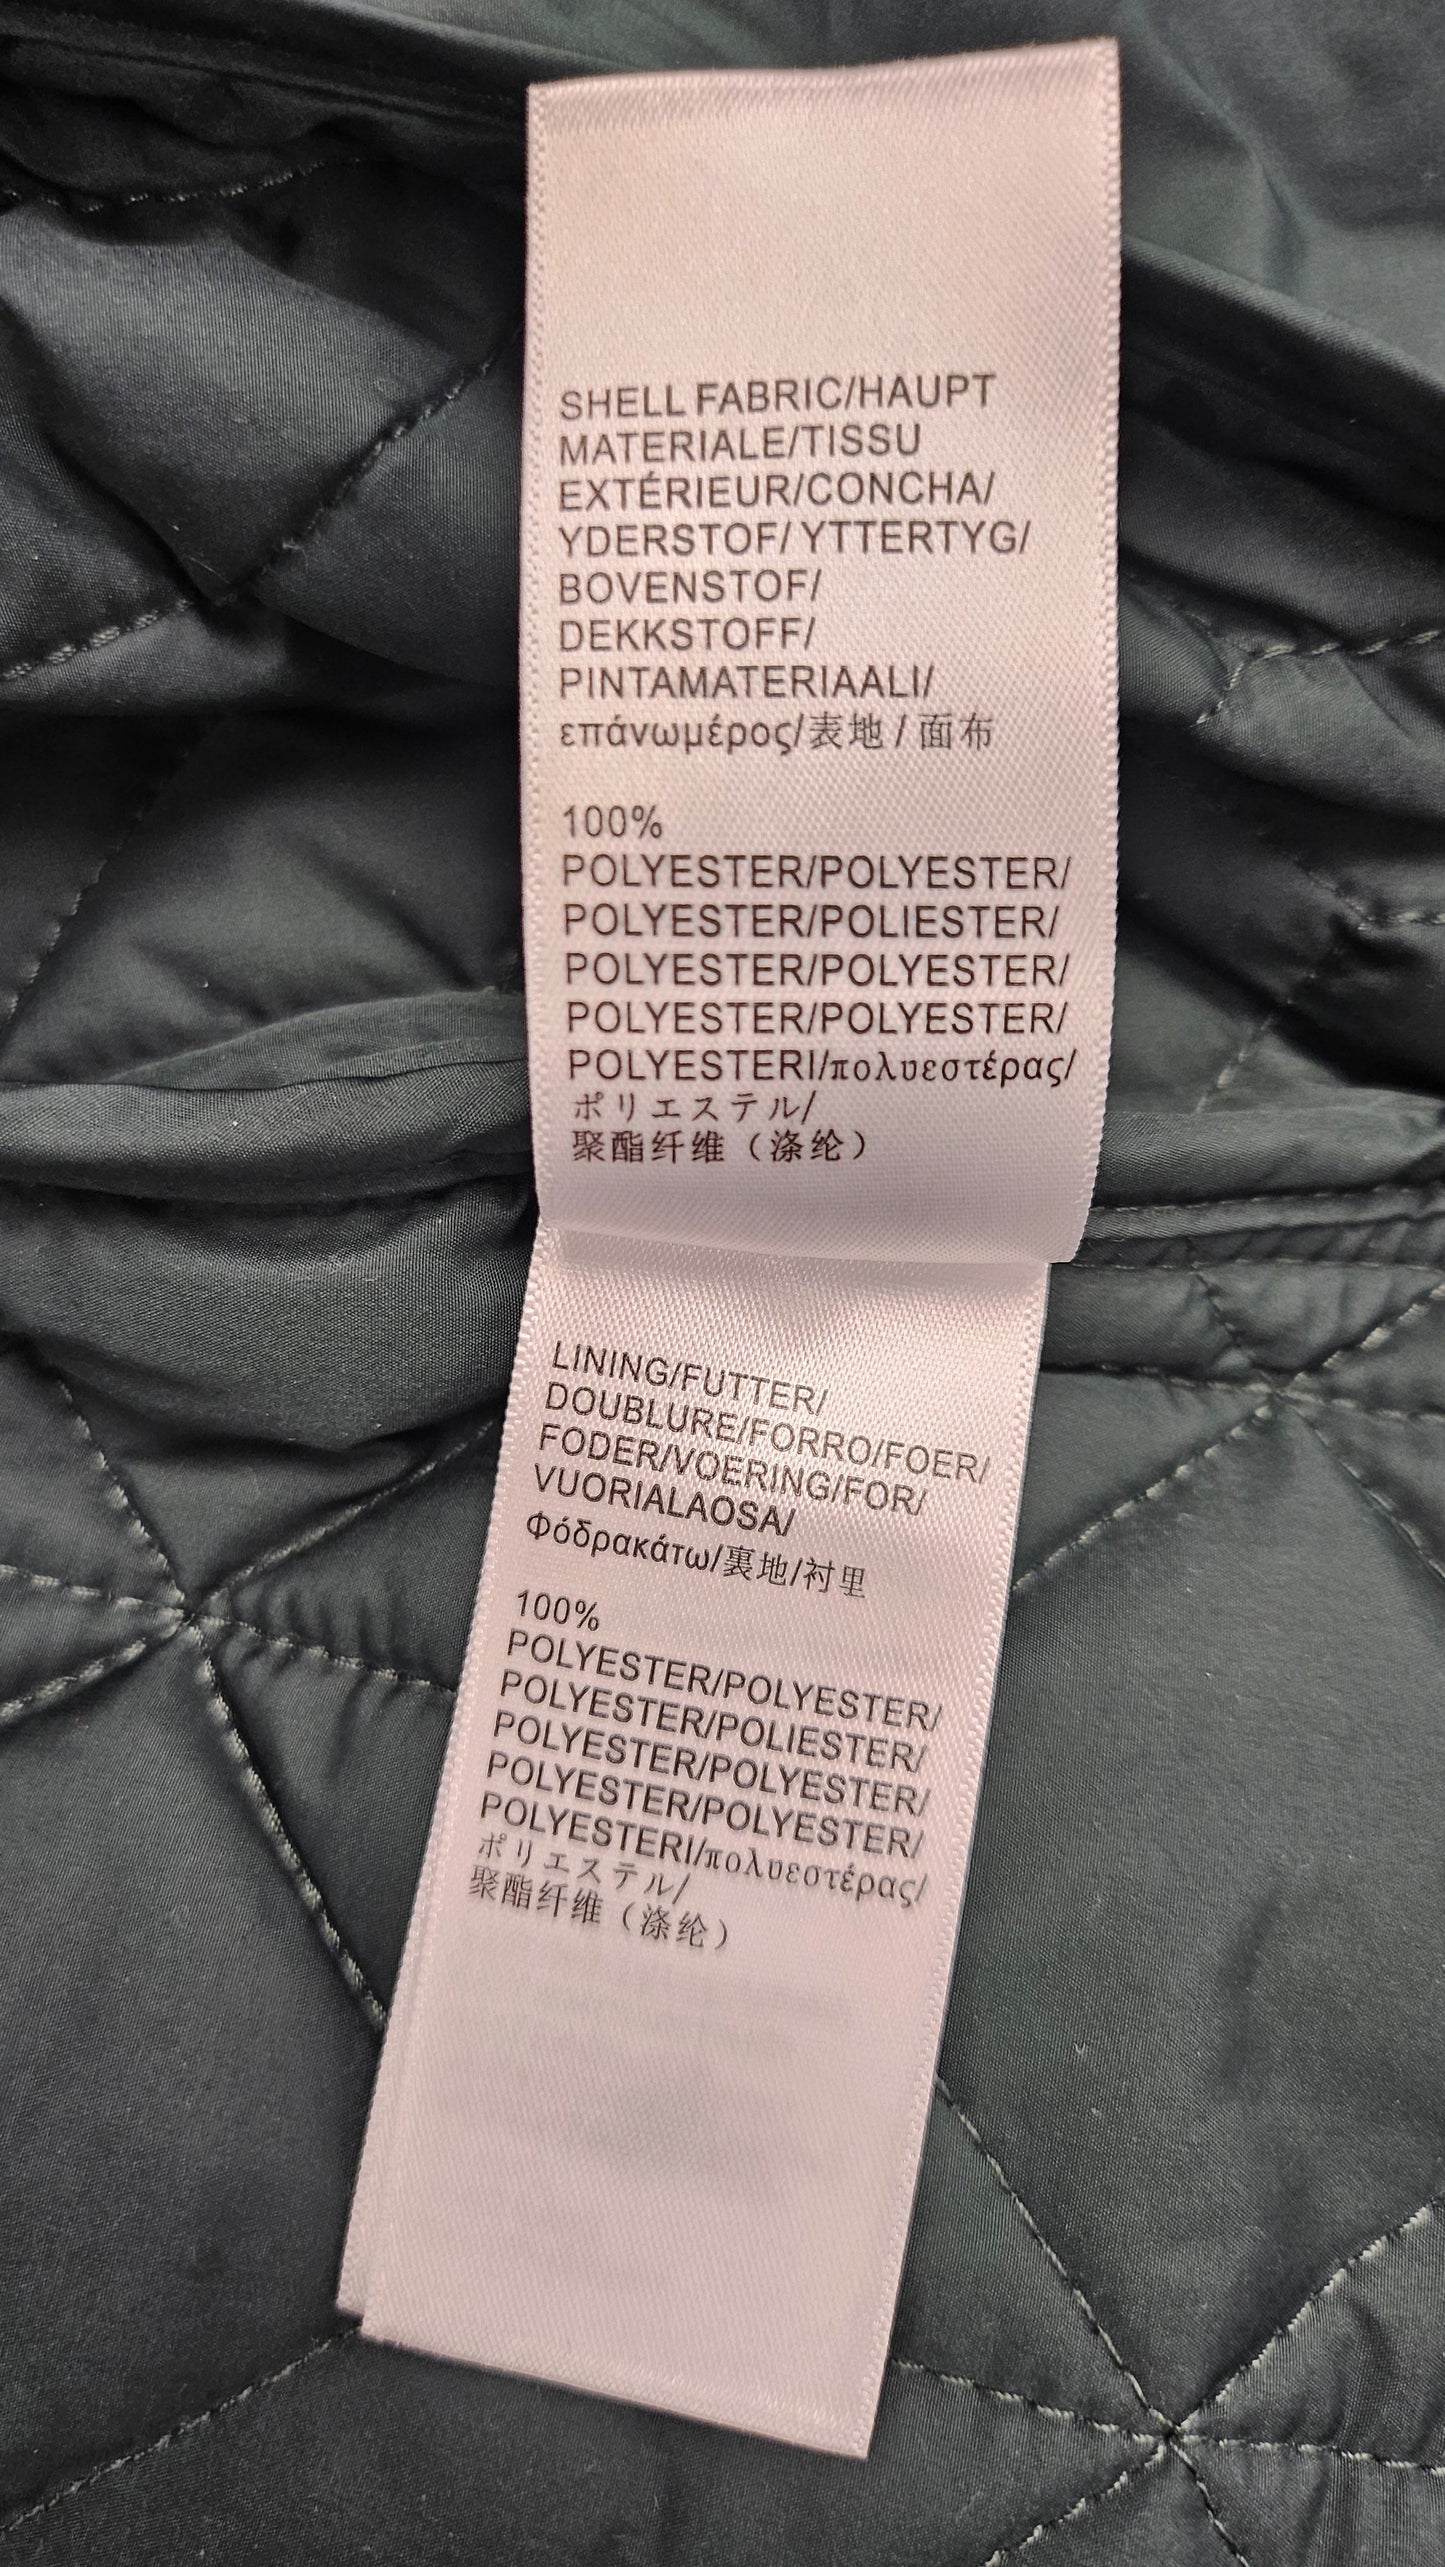 SHELL FABRIC/HAUPT
MATERIALE/TISSU
EXTÉRIEUR/CONCHA/
YDERSTOF/ YTTERTYG/
BOVENSTOF/
DEKKSTOFF/
PINTAMATERIAALI/
επάνωμέρος/表地 / 面布
100%
POLYESTER/POLYESTER/
POLYESTER/POLIESTER/
POLYESTER/POLYESTER/
POLYESTER/POLYESTER/
POLYESTERI/πολυεστέρας/
ポリエステル/
聚酯纤维（涤纶）
LINING/FUTTER/
DOUBLURE/FORRO/FOER/
FODER/VOERING/FOR/
VUORIALAOSA/
Φόδρακάτω/裏地/衬里
100%
POLYESTER/POLYESTER/
POLYESTER/POLIESTER/
POLYESTER/POLYESTER/
POLYESTER/POLYESTER/
POLYESTERI/πολυεστέρας/
ポリエステル/
聚酯纤维（涤纶）